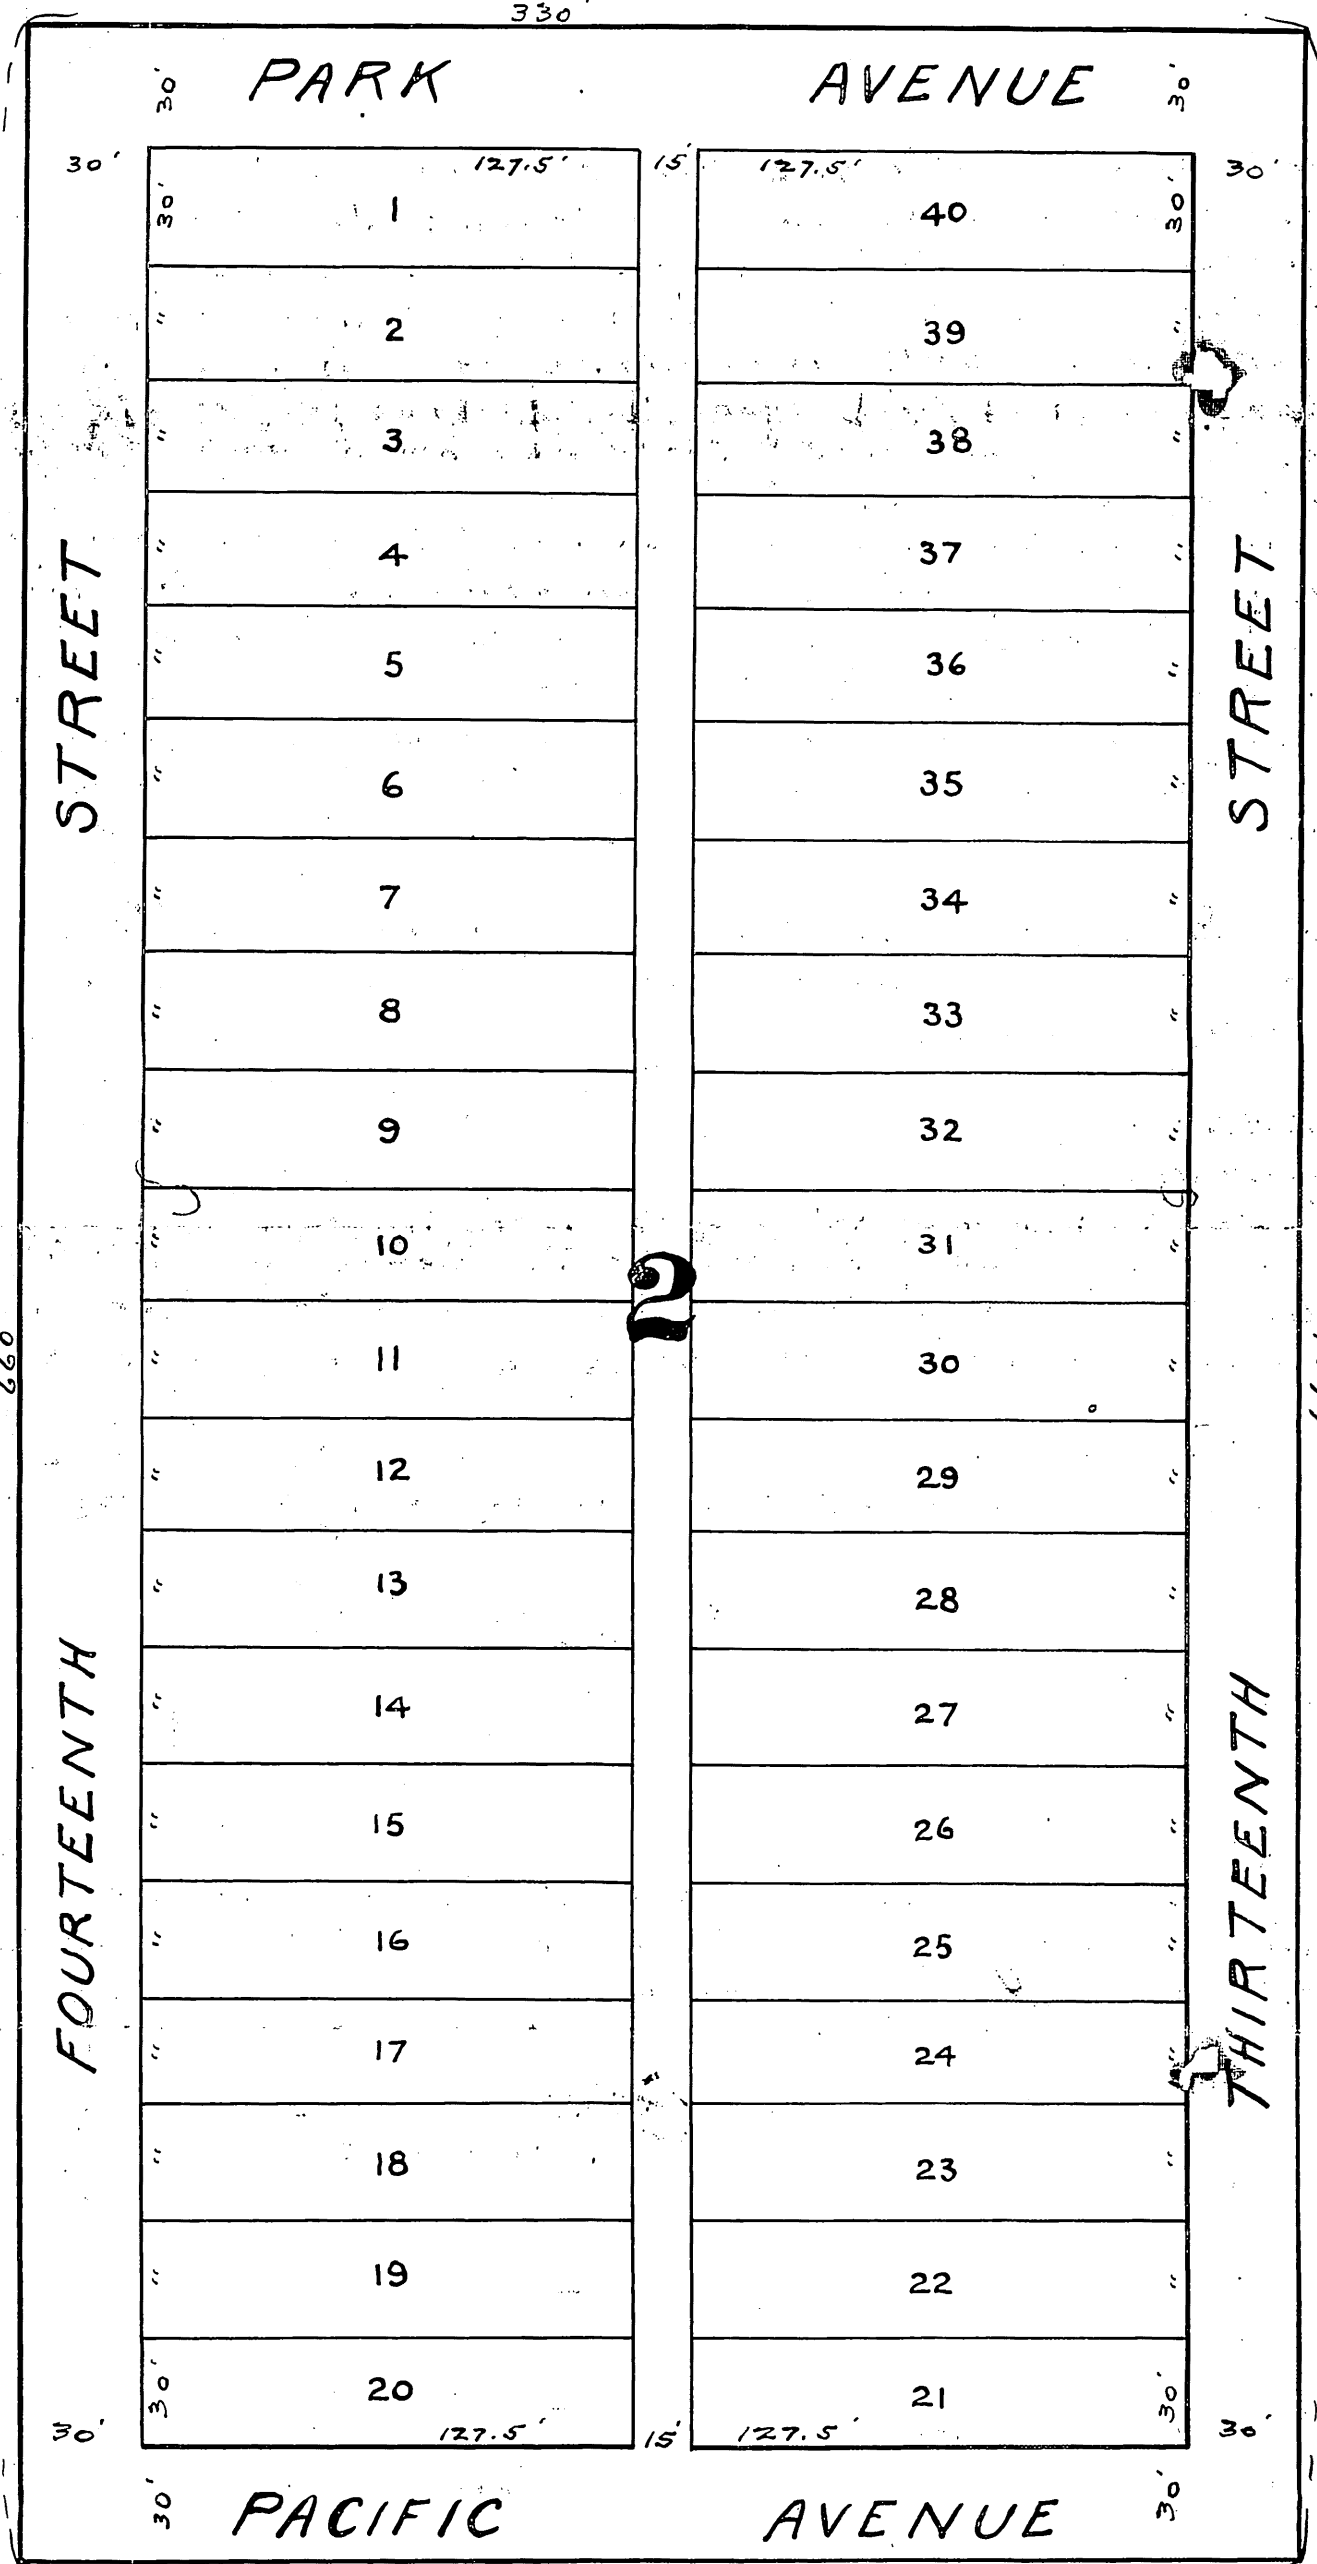 330'
PARK AVENUE
30' 30'
30' 127.5' 15' 127.5' 30'
30' 1 40 30'
" 2 39 "
" 3 38 "
" 4 37 "
" 5 36 "
" 6 35 "
" 7 34 "
" 8 33 "
" 9 32 "
" 10 31 "
2
" 11 30 "
" 12 29 "
" 13 28 "
" 14 27 "
" 15 26 "
" 16 25 "
" 17 24 "
" 18 23 "
" 19 22 "
30' 20 21 30'
30' 127.5' 15' 127.5' 30'
30' 30'
PACIFIC AVENUE
FOURTEENTH STREET
THIRTEENTH STREET
660